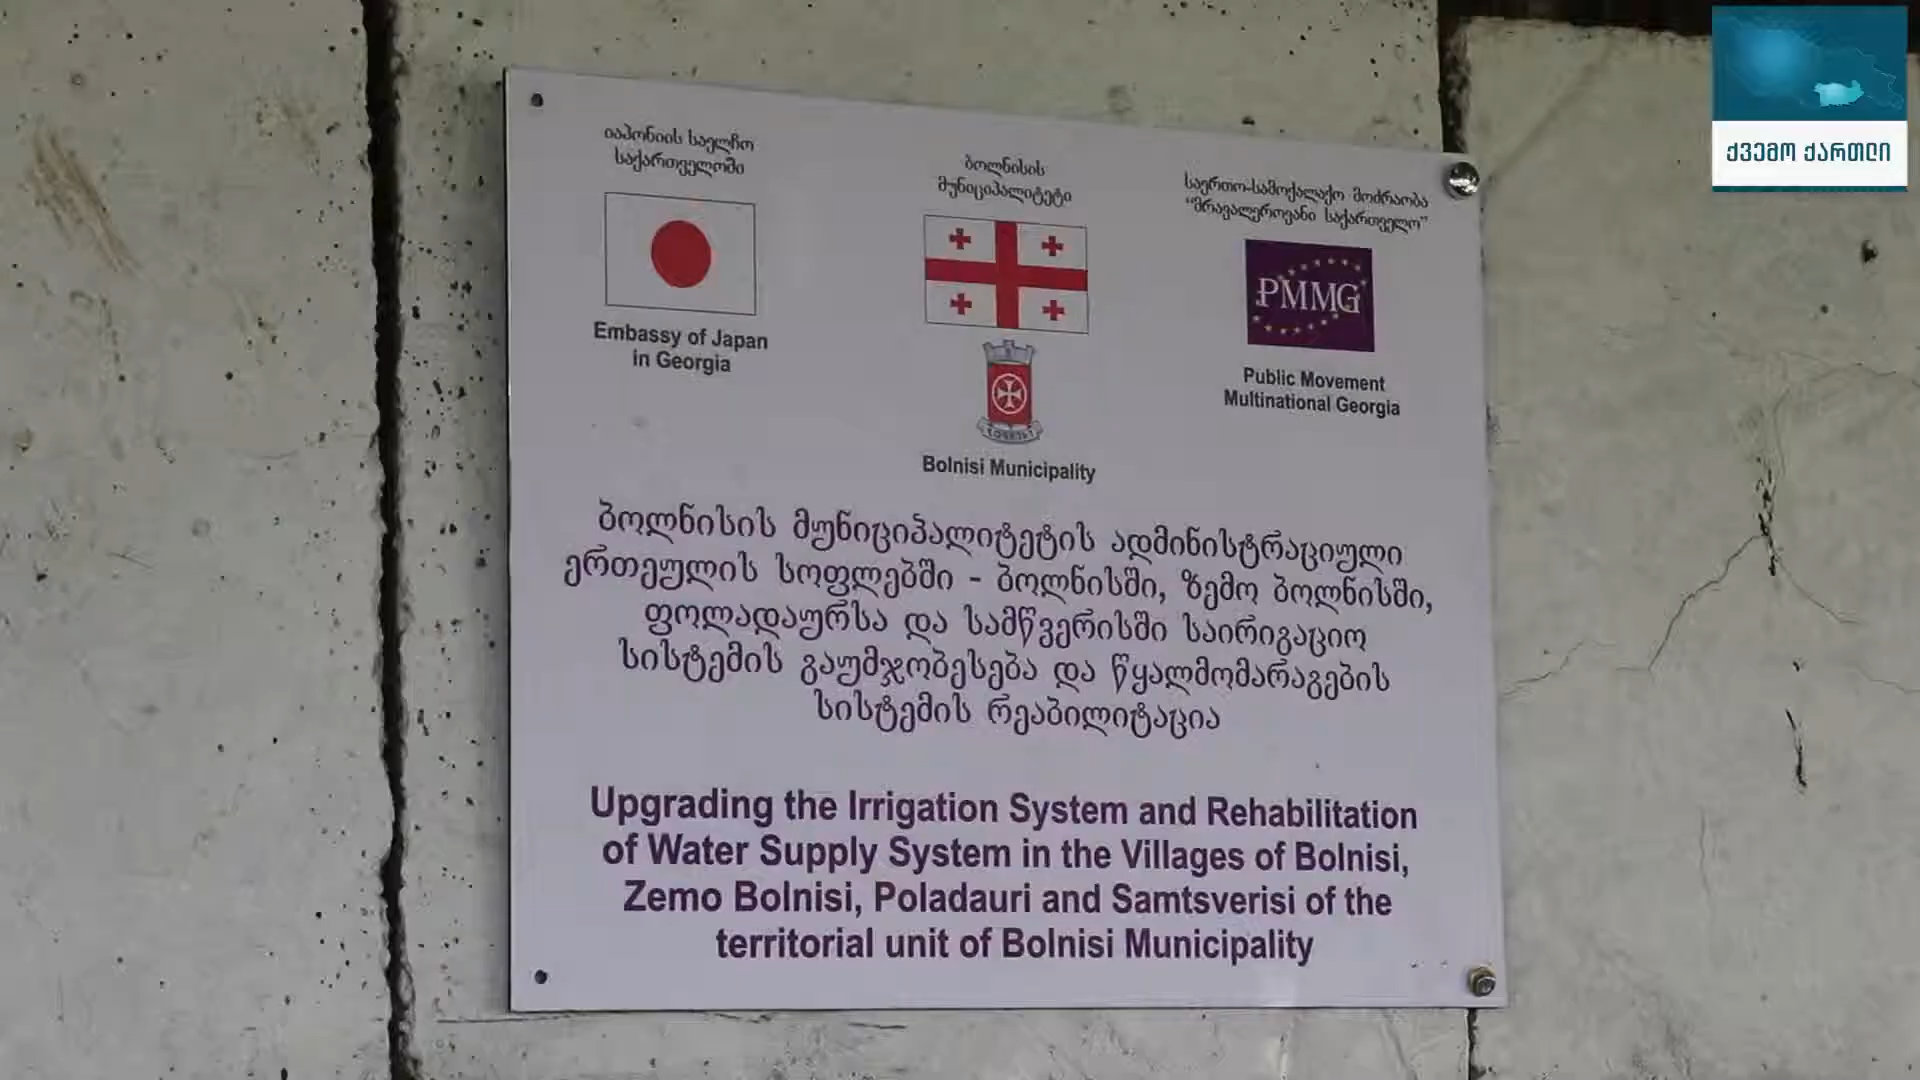 იაპონიის საელჩო
საქართველოში
Embassy of Japan
in Georgia
ბოლნისის
მუნიციპალიტეტი
Bolnisi Municipality
საერთო-სამოქალაქო მოძრაობა
"მრავალეროვანი საქართველო"
PMMG
Public Movement
Multinational Georgia
ქვემო ქართლი
ბოლნისის მუნიციპალიტეტის ადმინისტრაციული
ერთეულის სოფლებში - ბოლნისში, ზემო ბოლნისში,
ფოლადაურსა და სამწვერისში საირიგაციო
სისტემის გაუმჯობესება და წყალმომარაგების
სისტემის რეაბილიტაცია
Upgrading the Irrigation System and Rehabilitation
of Water Supply System in the Villages of Bolnisi,
Zemo Bolnisi, Poladauri and Samtsverisi of the
territorial unit of Bolnisi Municipality